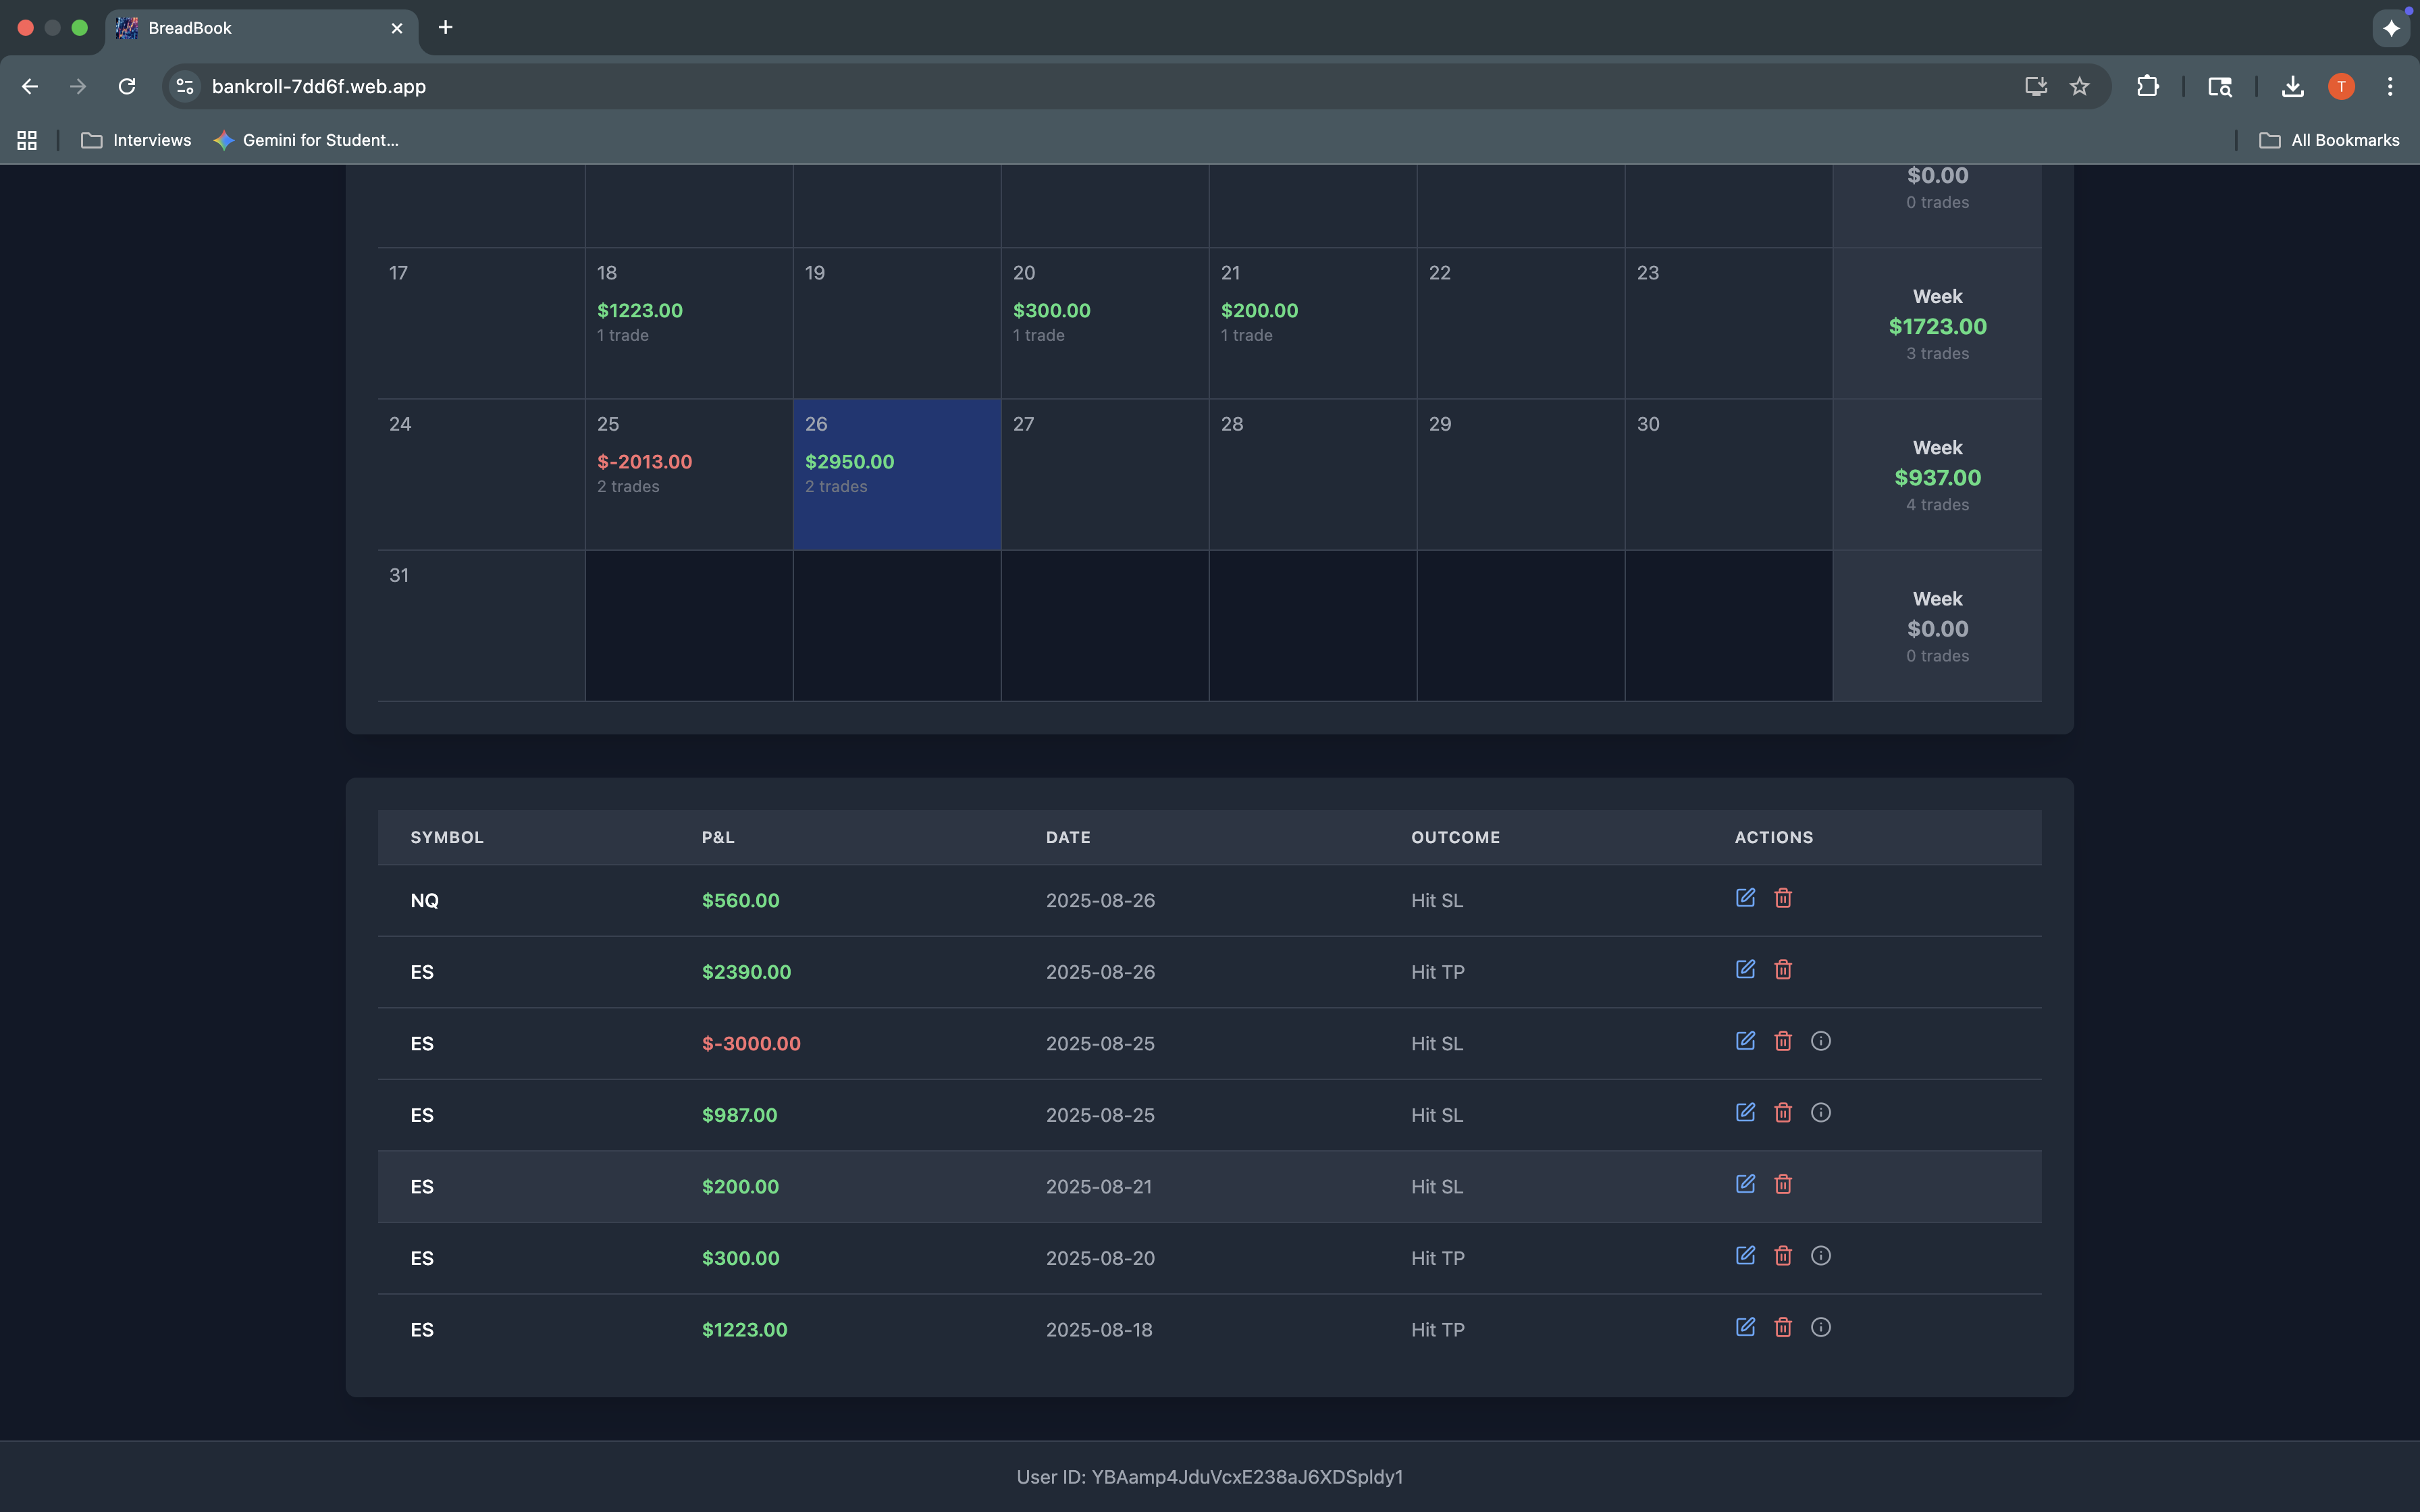 BreadBook
bankroll-7dd6f.web.app
T
Interviews
Gemini for Student...
All Bookmarks
$0.00
0 trades
17 18 19 20 21 22 23
$1223.00 $300.00 $200.00
1 trade 1 trade 1 trade
Week
$1723.00
3 trades
24 25 26 27 28 29 30
$-2013.00 $2950.00
2 trades 2 trades
Week
$937.00
4 trades
31
Week
$0.00
0 trades
SYMBOL P&L DATE OUTCOME ACTIONS
NQ $560.00 2025-08-26 Hit SL
ES $2390.00 2025-08-26 Hit TP
ES $-3000.00 2025-08-25 Hit SL
ES $987.00 2025-08-25 Hit SL
ES $200.00 2025-08-21 Hit SL
ES $300.00 2025-08-20 Hit TP
ES $1223.00 2025-08-18 Hit TP
User ID: YBAamp4JduVcxE238aJ6XDSpldy1